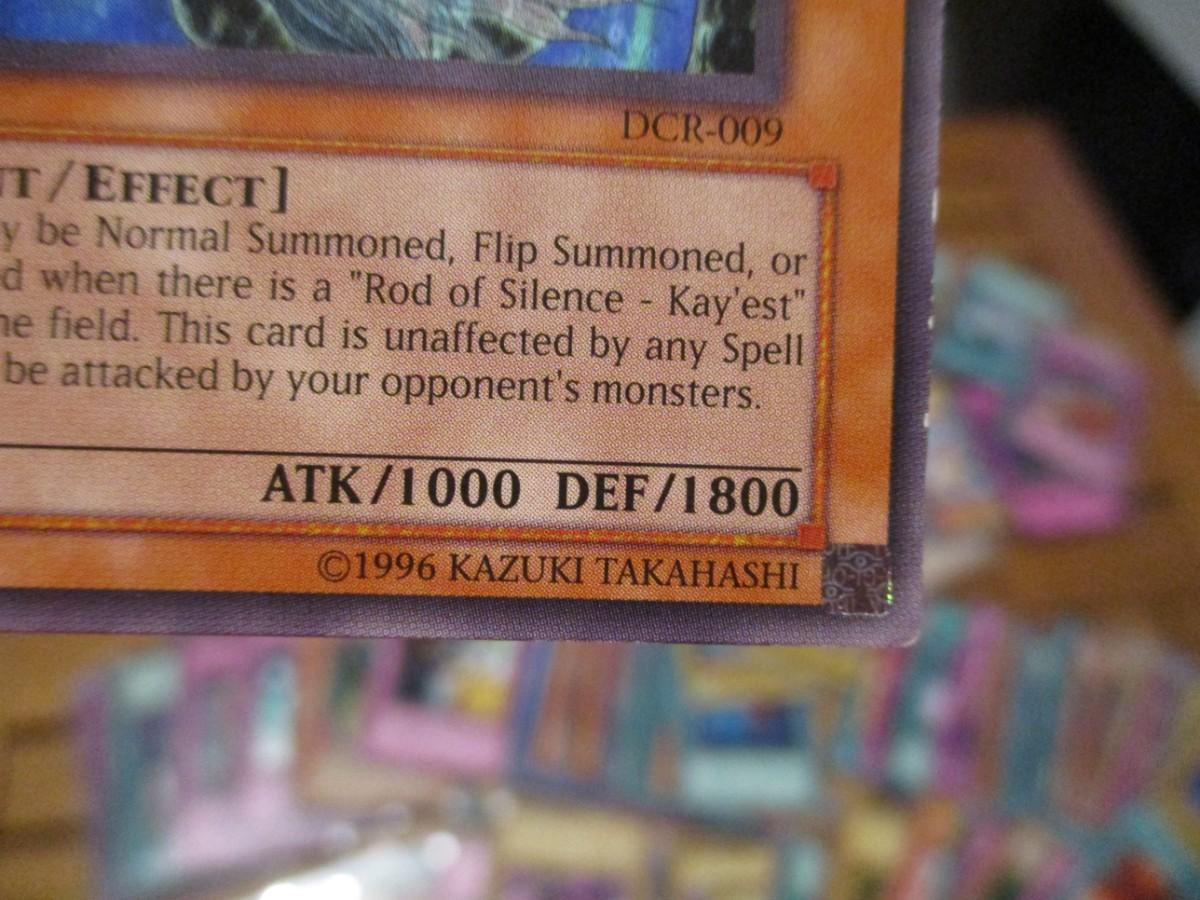 DCR-009
NT/EFFECT]
y be Normal Summoned, Flip Summoned, or
d when there is a "Rod of Silence - Kay'est"
he field. This card is unaffected by any Spell
be attacked by your opponent's monsters.
ATK/1000 DEF/1800
©1996 KAZUKI TAKAHASHI